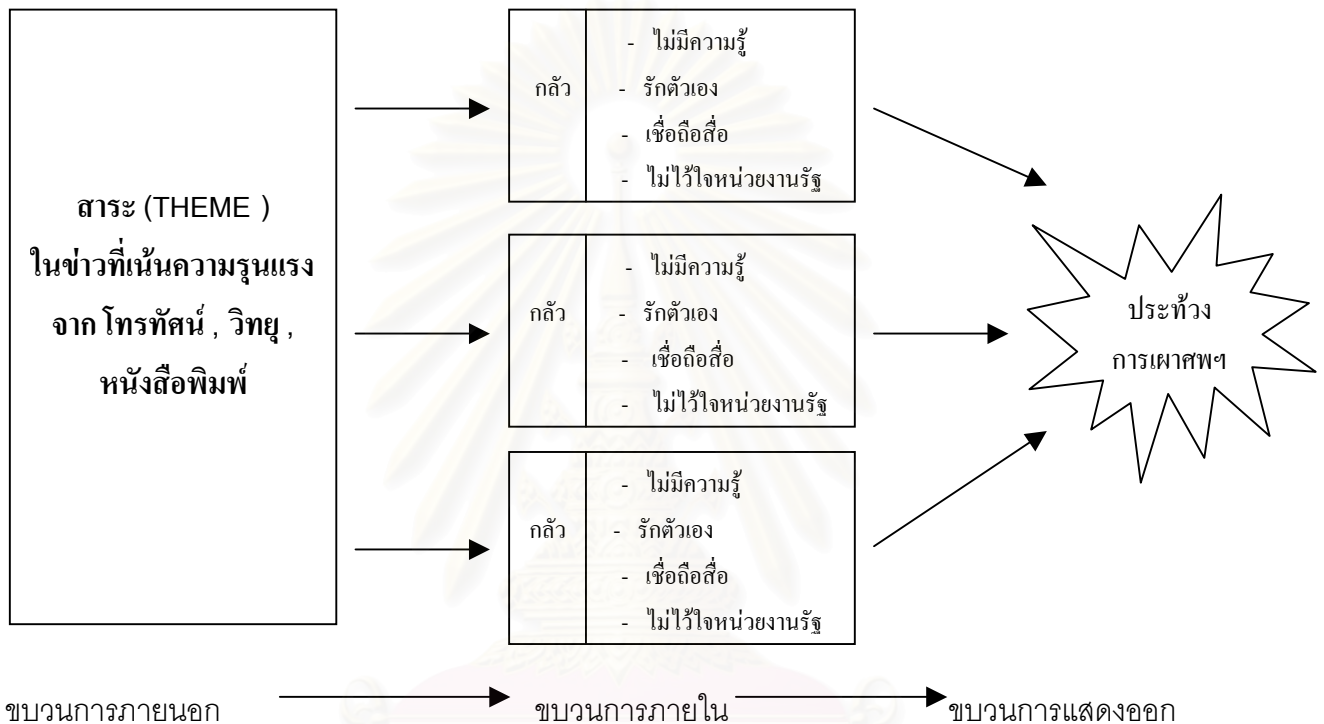 สาระ (THEME )
ในข่าวที่เน้นความรุนแรง
จาก โทรทัศน์ , วิทยุ ,
หนังสือพิมพ์
กลัว
- ไม่มีความรู้
- รักตัวเอง
- เชื่อถือสื่อ
- ไม่ไว้ใจหน่วยงานรัฐ
กลัว
- ไม่มีความรู้
- รักตัวเอง
- เชื่อถือสื่อ
- ไม่ไว้ใจหน่วยงานรัฐ
กลัว
- ไม่มีความรู้
- รักตัวเอง
- เชื่อถือสื่อ
- ไม่ไว้ใจหน่วยงานรัฐ
ประท้วง
การเผาศพฯ
ขบวนการภายนอก ขบวนการภายใน ขบวนการแสดงออก